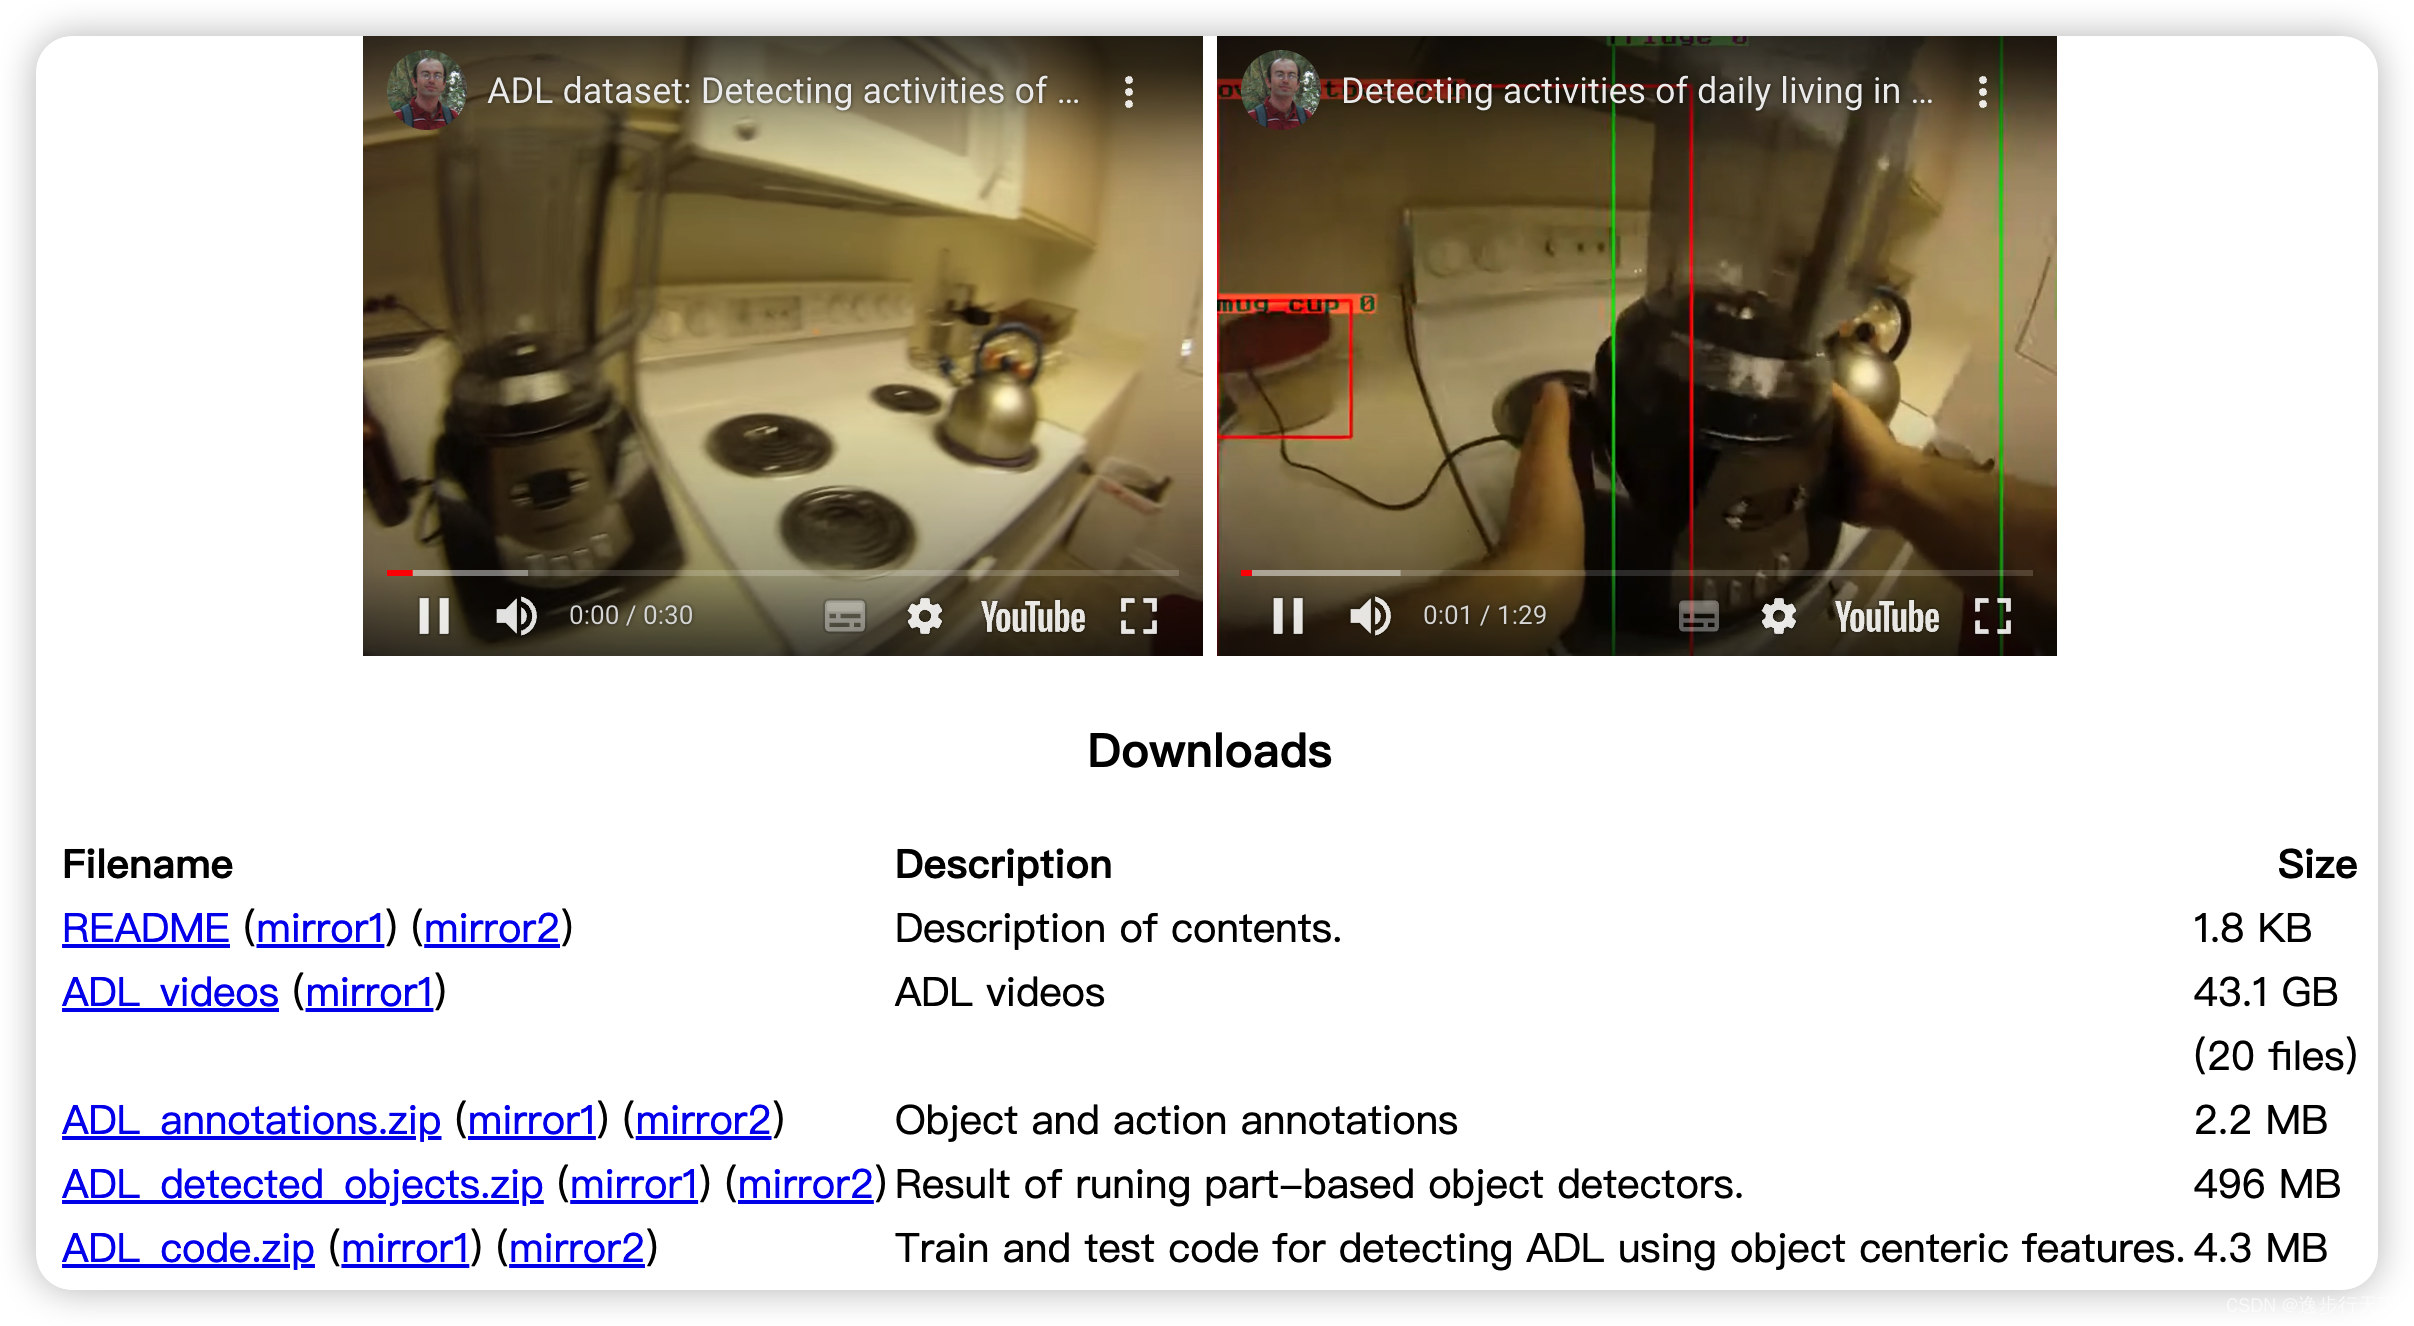 ADL dataset: Detecting activities of ...
Detecting activities of daily living in ...
fridge 0
mug_cup 0
0:00 / 0:30
YouTube
0:01 / 1:29
YouTube
Downloads
Filename Description Size
README (mirror1) (mirror2) Description of contents. 1.8 KB
ADL_videos (mirror1) ADL videos 43.1 GB
(20 files)
ADL_annotations.zip (mirror1) (mirror2) Object and action annotations 2.2 MB
ADL_detected_objects.zip (mirror1) (mirror2) Result of runing part-based object detectors. 496 MB
ADL_code.zip (mirror1) (mirror2) Train and test code for detecting ADL using object centeric features. 4.3 MB
CSDN